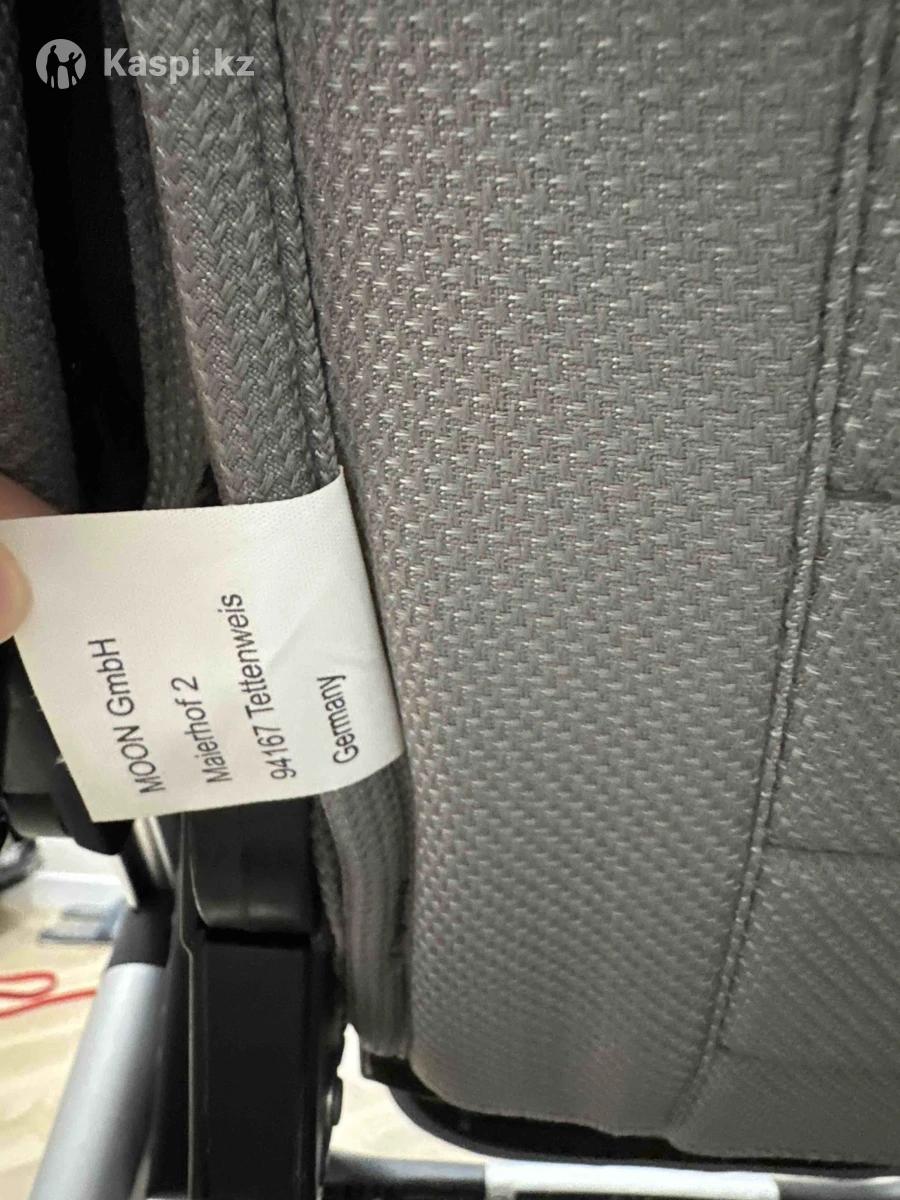 Kaspi.kz
MOON GmbH
Maierhof 2
94167 Tettenweis
Germany